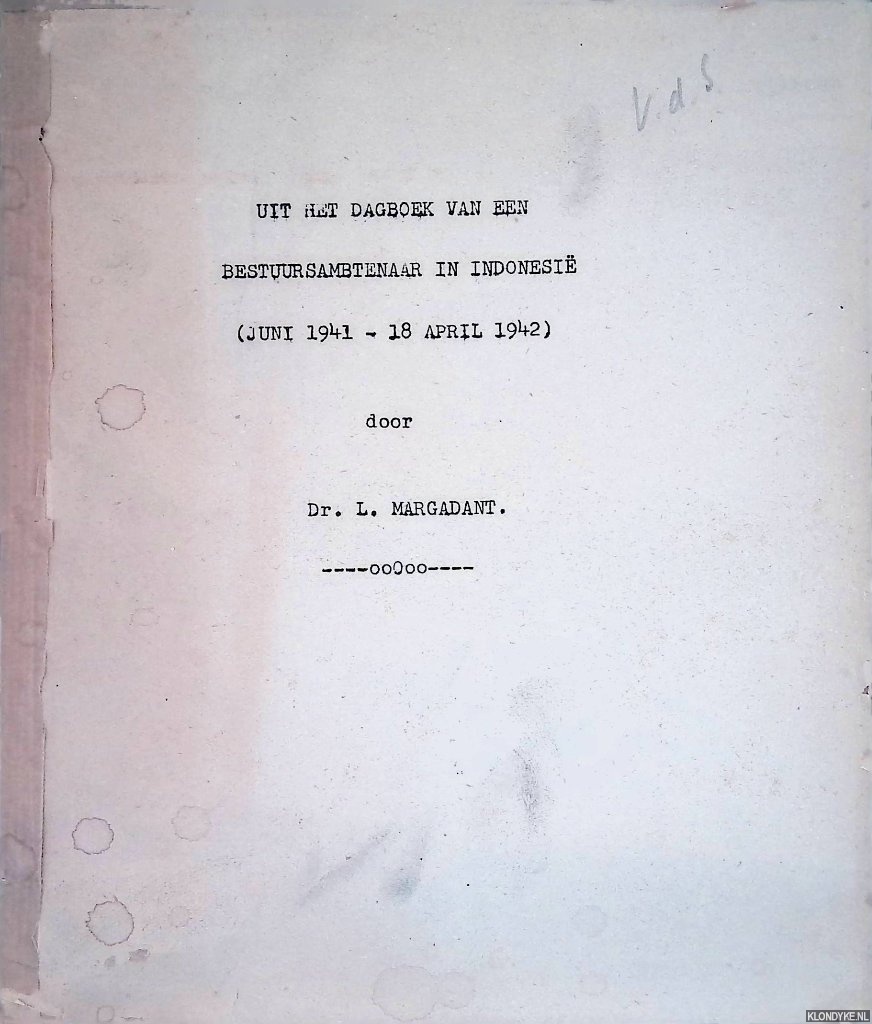 V.d.S
UIT HET DAGBOEK VAN EEN
BESTUURSAMBTENAAR IN INDONESIË
(JUNI 1941 - 18 APRIL 1942)
door
Dr. L. MARGADANT.
----ooOoo----
KLONDYKE.NL